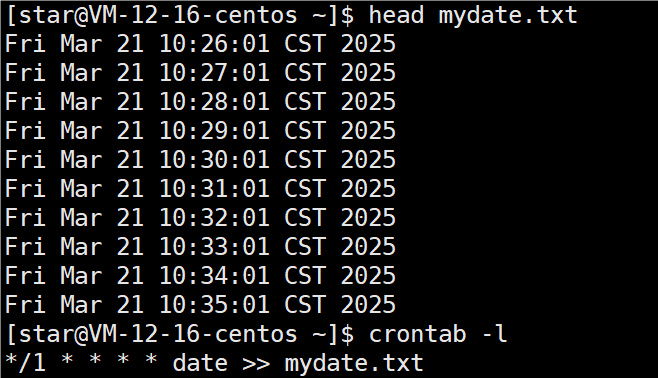 [star@VM-12-16-centos ~]$ head mydate.txt
Fri Mar 21 10:26:01 CST 2025
Fri Mar 21 10:27:01 CST 2025
Fri Mar 21 10:28:01 CST 2025
Fri Mar 21 10:29:01 CST 2025
Fri Mar 21 10:30:01 CST 2025
Fri Mar 21 10:31:01 CST 2025
Fri Mar 21 10:32:01 CST 2025
Fri Mar 21 10:33:01 CST 2025
Fri Mar 21 10:34:01 CST 2025
Fri Mar 21 10:35:01 CST 2025
[star@VM-12-16-centos ~]$ crontab -l
*/1 * * * * date >> mydate.txt